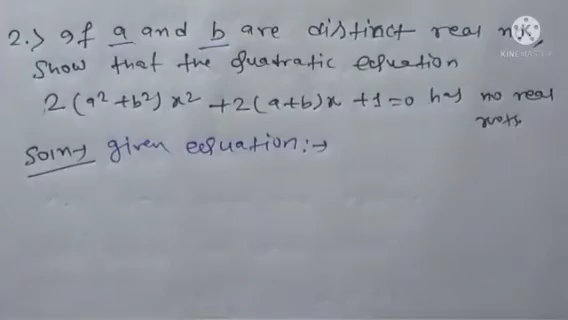 2.) If a and b are distinct real
Show that the quadratic equation
2(a²+b²)x² +2(a+b)x +1=0 has no real
roots
Soln→ given equation:→